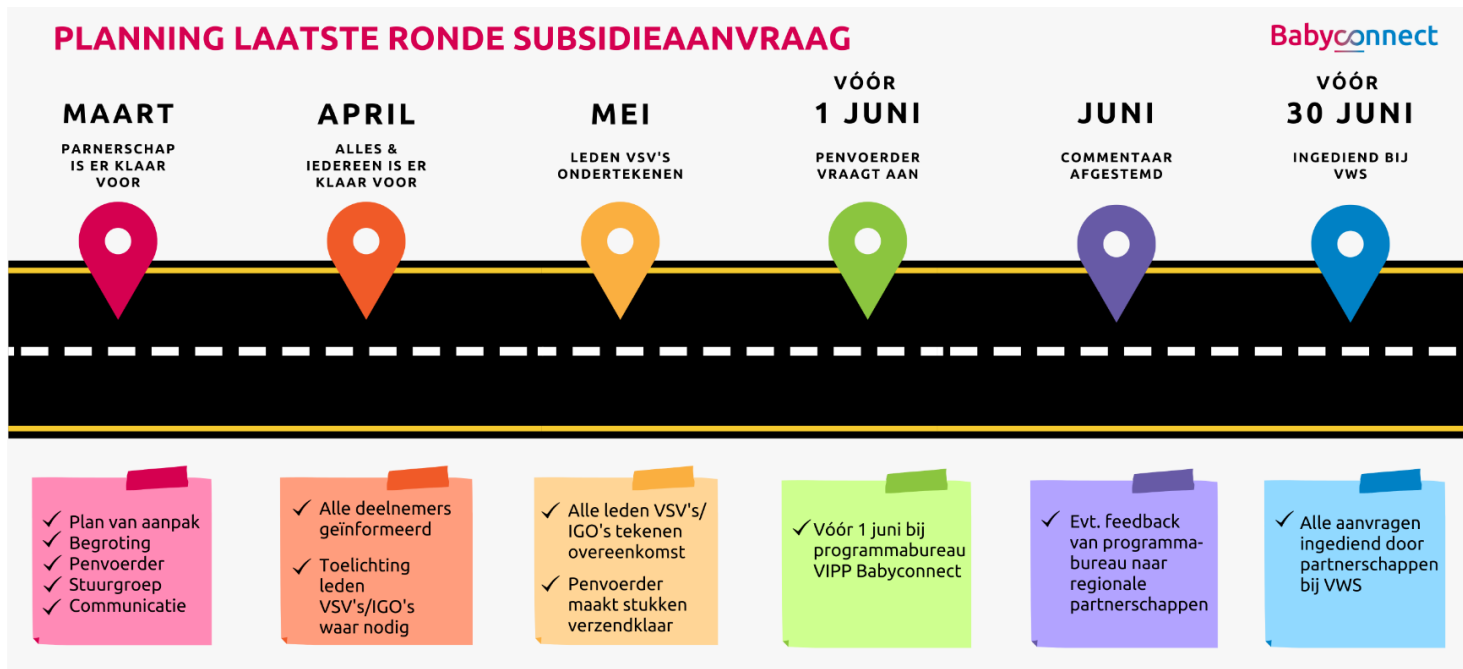 PLANNING LAATSTE RONDE SUBSIDIEAANVRAAG
Babyconnect
MAART
PARNERSCHAP
IS ER KLAAR
VOOR
APRIL
ALLES &
IEDEREEN IS ER
KLAAR VOOR
MEI
LEDEN VSV'S
ONDERTEKENEN
VÓÓR
1 JUNI
PENVOERDER
VRAAGT AAN
JUNI
COMMENTAAR
AFGESTEMD
VÓÓR
30 JUNI
INGEDIEND BIJ
VWS
✓ Plan van aanpak
✓ Begroting
✓ Penvoerder
✓ Stuurgroep
✓ Communicatie
✓ Alle deelnemers
geïnformeerd
✓ Toelichting
leden
VSV's/IGO's
waar nodig
✓ Alle leden VSV's/
IGO's tekenen
overeenkomst
✓ Penvoerder
maakt stukken
verzendklaar
✓ Vóór 1 juni bij
programmabureau
VIPP Babyconnect
✓ Evt. feedback
van programma-
bureau naar
regionale
partnerschappen
✓ Alle aanvragen
ingediend door
partnerschappen
bij VWS